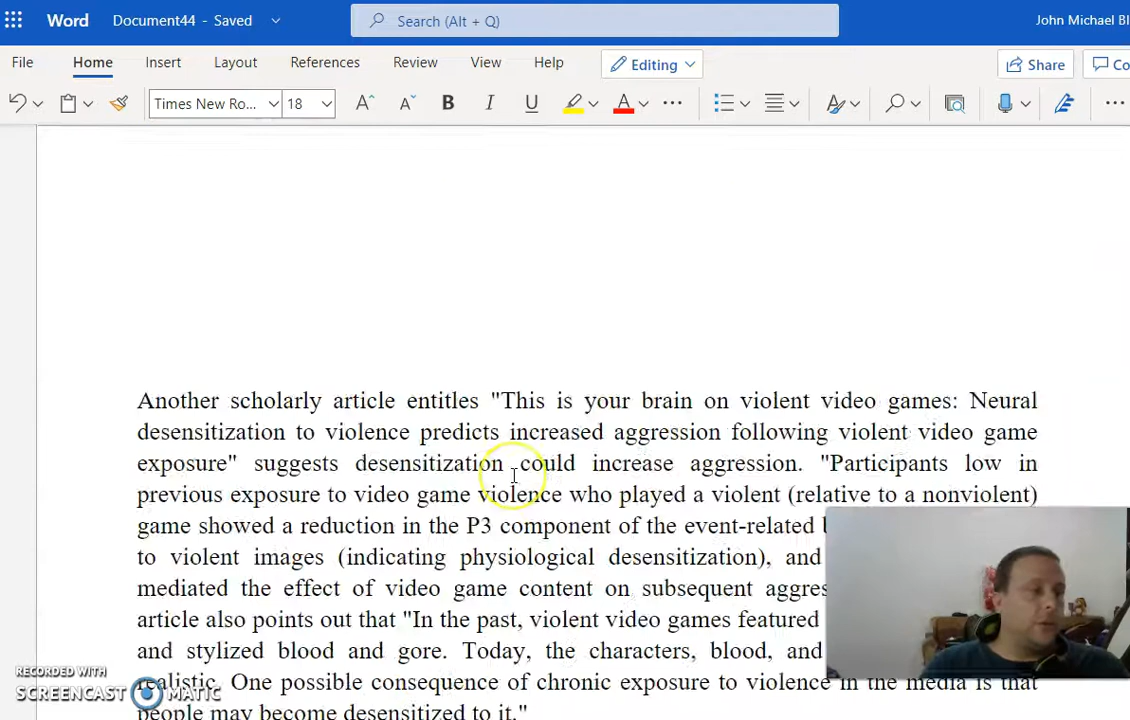 Word Document44 - Saved Search (Alt + Q) John Michael Bl
File Home Insert Layout References Review View Help Editing Share Co
Times New Ro... 18 A A B I U A ...
Another scholarly article entitles "This is your brain on violent video games: Neural
desensitization to violence predicts increased aggression following violent video game
exposure" suggests desensitization could increase aggression. "Participants low in
previous exposure to video game violence who played a violent (relative to a nonviolent)
game showed a reduction in the P3 component of the event-related b
to violent images (indicating physiological desensitization), and
mediated the effect of video game content on subsequent aggres
article also points out that "In the past, violent video games featured
and stylized blood and gore. Today, the characters, blood, and
realistic. One possible consequence of chronic exposure to violence in the media is that
people may become desensitized to it."
RECORDED WITH
SCREENCAST MATIC